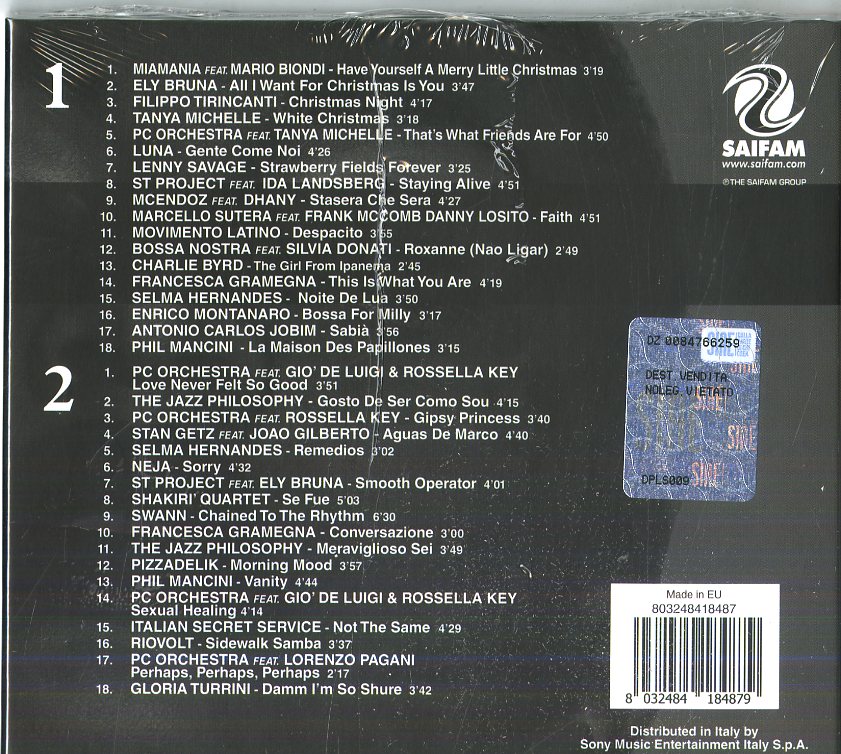 1
1. MIAMANIA FEAT. MARIO BIONDI - Have Yourself A Merry Little Christmas 3'19
2. ELY BRUNA - All I Want For Christmas Is You 3'47
3. FILIPPO TIRINCANTI - Christmas Night 4'17
4. TANYA MICHELLE - White Christmas 3'18
5. PC ORCHESTRA FEAT. TANYA MICHELLE - That's What Friends Are For 4'50
6. LUNA - Gente Come Noi 4'26
7. LENNY SAVAGE - Strawberry Fields Forever 3'25
8. ST PROJECT FEAT. IDA LANDSBERG - Staying Alive 4'51
9. MCENDOZ FEAT. DHANY - Stasera Che Sera 4'27
10. MARCELLO SUTERA FEAT. FRANK MCCOMB DANNY LOSITO - Faith 4'51
11. MOVIMENTO LATINO - Despacito 3'55
12. BOSSA NOSTRA FEAT. SILVIA DONATI - Roxanne (Nao Ligar) 2'49
13. CHARLIE BYRD - The Girl From Ipanema 2'45
14. FRANCESCA GRAMEGNA - This Is What You Are 4'19
15. SELMA HERNANDES - Noite De Lua 3'50
16. ENRICO MONTANARO - Bossa For Milly 3'17
17. ANTONIO CARLOS JOBIM - Sabià 3'56
18. PHIL MANCINI - La Maison Des Papillones 3'15
2
1. PC ORCHESTRA FEAT. GIO' DE LUIGI & ROSSELLA KEY
Love Never Felt So Good 3'51
2. THE JAZZ PHILOSOPHY - Gosto De Ser Como Sou 4'15
3. PC ORCHESTRA FEAT. ROSSELLA KEY - Gipsy Princess 3'40
4. STAN GETZ FEAT. JOAO GILBERTO - Aguas De Marco 4'40
5. SELMA HERNANDES - Remedios 3'02
6. NEJA - Sorry 4'32
7. ST PROJECT FEAT. ELY BRUNA - Smooth Operator 4'01
8. SHAKIRI' QUARTET - Se Fue 5'03
9. SWANN - Chained To The Rhythm 6'30
10. FRANCESCA GRAMEGNA - Conversazione 3'00
11. THE JAZZ PHILOSOPHY - Meraviglioso Sei 3'49
12. PIZZADELIK - Morning Mood 3'57
13. PHIL MANCINI - Vanity 4'44
14. PC ORCHESTRA FEAT. GIO' DE LUIGI & ROSSELLA KEY
Sexual Healing 4'14
15. ITALIAN SECRET SERVICE - Not The Same 4'29
16. RIOVOLT - Sidewalk Samba 3'37
17. PC ORCHESTRA FEAT. LORENZO PAGANI
Perhaps, Perhaps, Perhaps 2'17
18. GLORIA TURRINI - Damm I'm So Shure 3'42
SAIFAM
www.saifam.com
℗THE SAIFAM GROUP
DZ 0084766259
SIAE
DEST.VENDITA
NOLEG.VIETATO
DPLS009
Made in EU
803248418487
8 032484 184879
Distributed in Italy by
Sony Music Entertainment Italy S.p.A.